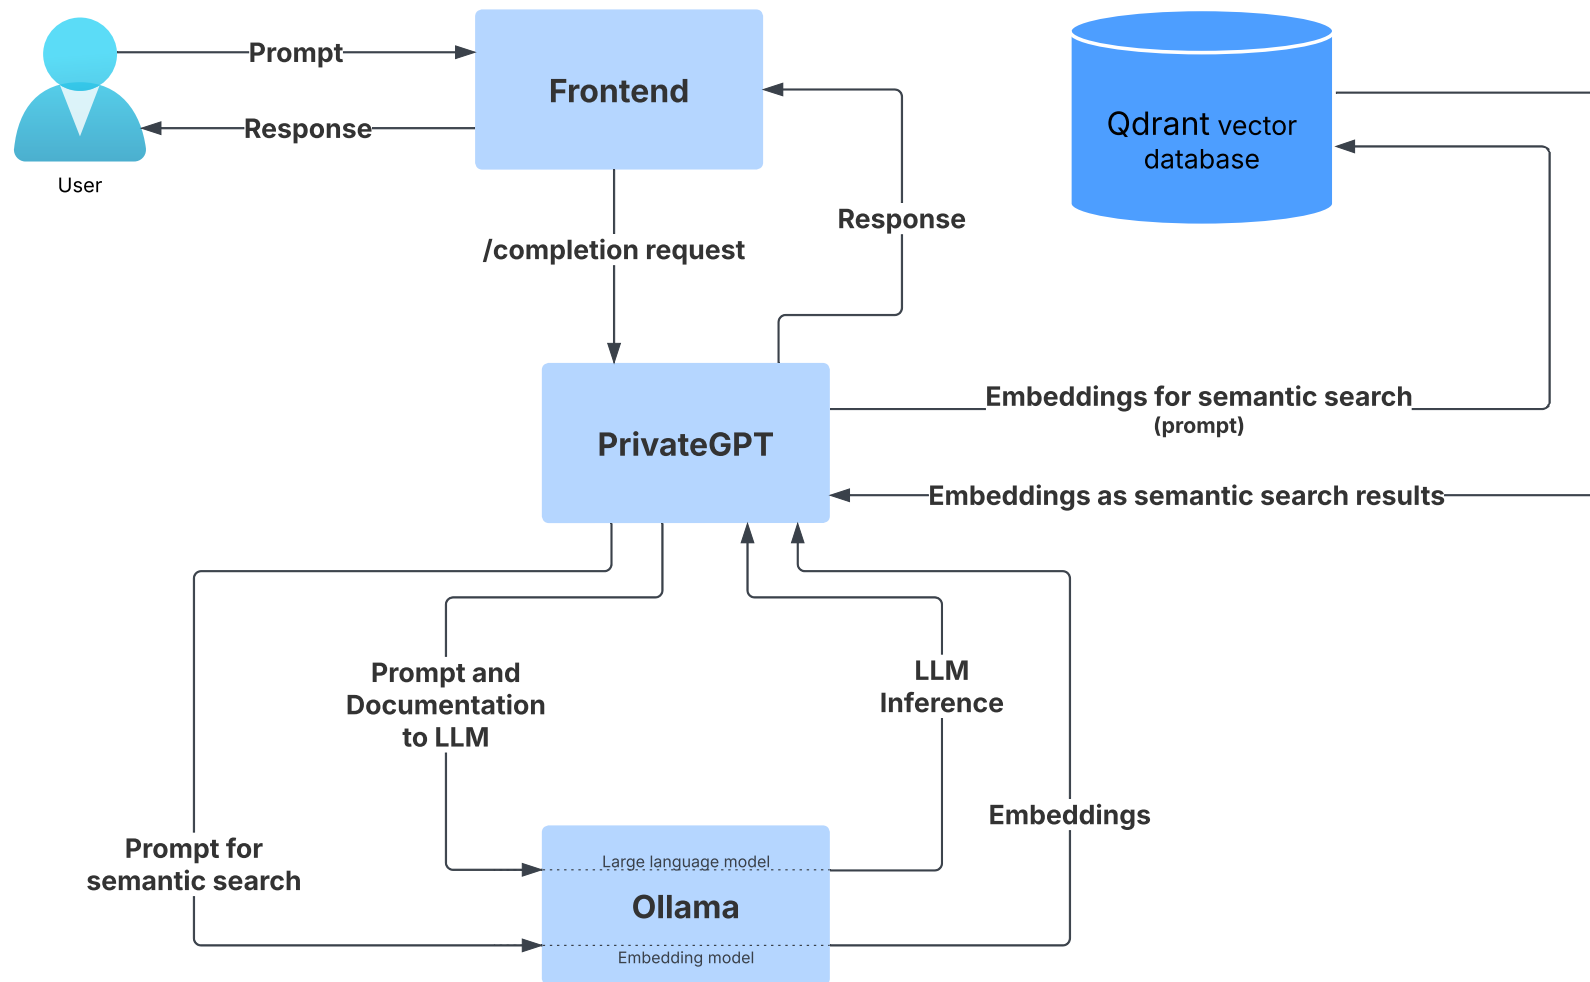 Prompt
Frontend
Response
User
Qdrant vector
database
/completion request
Response
PrivateGPT
Embeddings for semantic search
(prompt)
Embeddings as semantic search results
Prompt and
Documentation
to LLM
LLM
Inference
Prompt for
semantic search
Embeddings
Large language model
Ollama
Embedding model